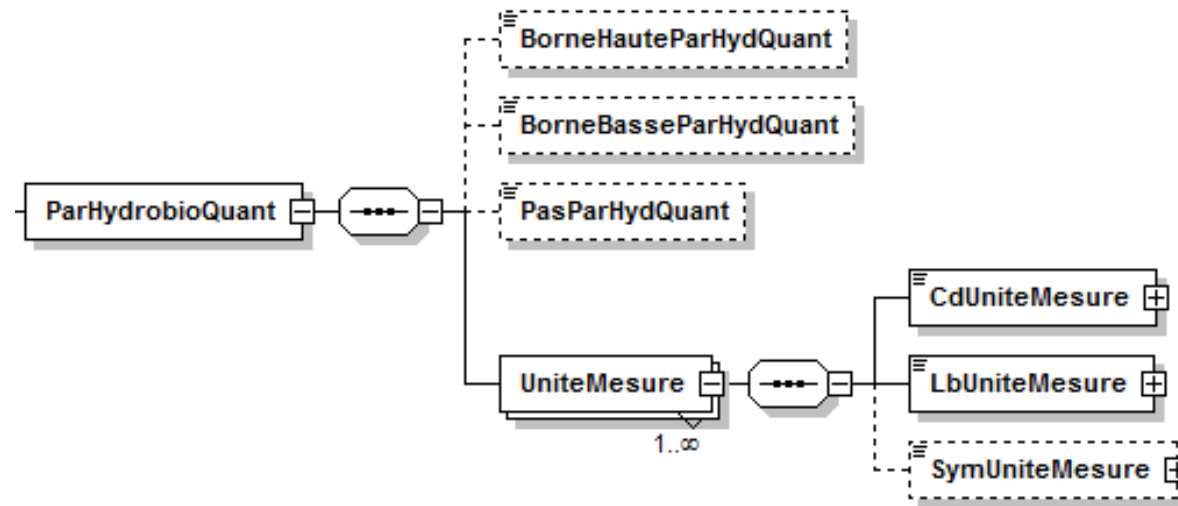 BorneHauteParHydQuant
BorneBasseParHydQuant
ParHydrobioQuant
PasParHydQuant
CdUniteMesure
UniteMesure
LbUniteMesure
1..∞
SymUniteMesure